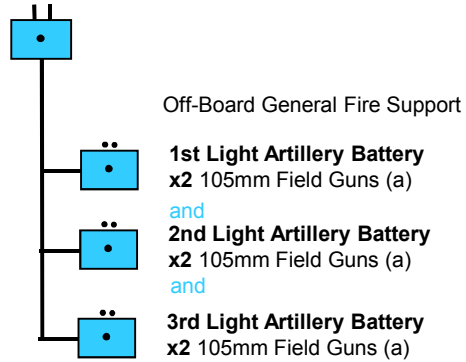 Off-Board General Fire Support
1st Light Artillery Battery
x2 105mm Field Guns (a)
and
2nd Light Artillery Battery
x2 105mm Field Guns (a)
and
3rd Light Artillery Battery
x2 105mm Field Guns (a)